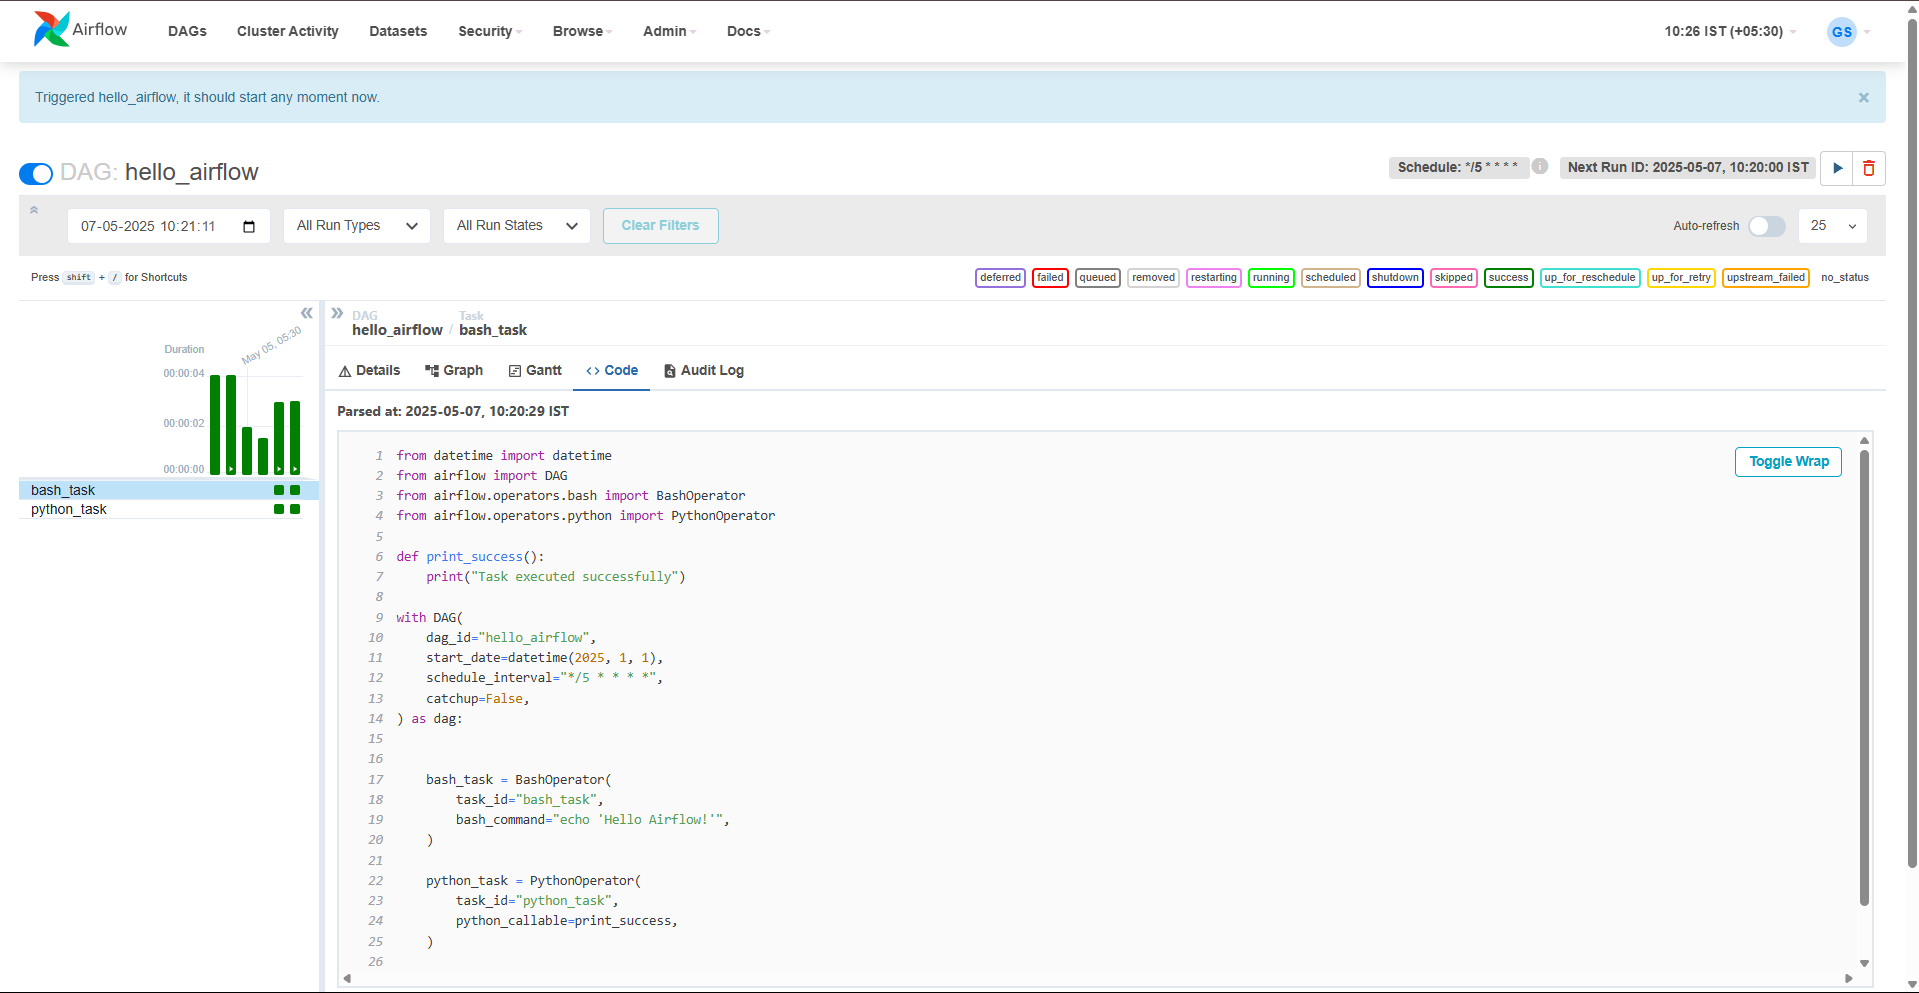 Airflow DAGs Cluster Activity Datasets Security Browse Admin Docs 10:26 IST (+05:30) GS
Triggered hello_airflow, it should start any moment now. ×
DAG: hello_airflow Schedule: */5 * * * * i Next Run ID: 2025-05-07, 10:20:00 IST
07-05-2025 10:21:11 All Run Types All Run States Clear Filters Auto-refresh 25
Press shift + / for Shortcuts deferred failed queued removed restarting running scheduled shutdown skipped success up_for_reschedule up_for_retry upstream_failed no_status
May 05, 05:30
Duration
00:00:04
00:00:02
00:00:00
bash_task
python_task
DAG Task
hello_airflow / bash_task
Details Graph Gantt <> Code Audit Log
Parsed at: 2025-05-07, 10:20:29 IST
Toggle Wrap
1 from datetime import datetime
2 from airflow import DAG
3 from airflow.operators.bash import BashOperator
4 from airflow.operators.python import PythonOperator
5
6 def print_success():
7     print("Task executed successfully")
8
9 with DAG(
10     dag_id="hello_airflow",
11     start_date=datetime(2025, 1, 1),
12     schedule_interval="*/5 * * * *",
13     catchup=False,
14 ) as dag:
15
16
17     bash_task = BashOperator(
18         task_id="bash_task",
19         bash_command="echo 'Hello Airflow!'",
20     )
21
22     python_task = PythonOperator(
23         task_id="python_task",
24         python_callable=print_success,
25     )
26